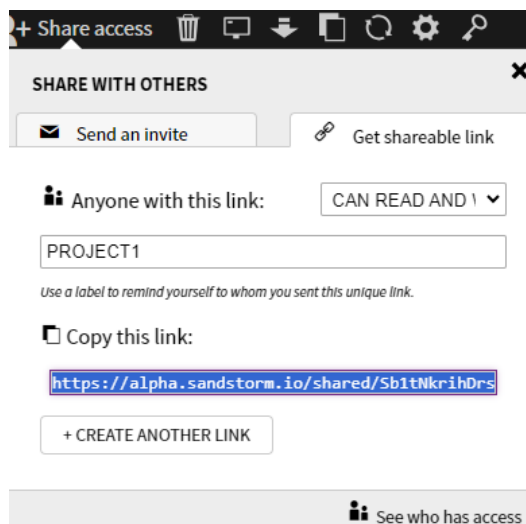 + Share access
SHARE WITH OTHERS
Send an invite
Get shareable link
Anyone with this link:
CAN READ AND
PROJECT1
Use a label to remind yourself to whom you sent this unique link.
Copy this link:
https://alpha.sandstorm.io/shared/Sb1tNkrihDrs
+ CREATE ANOTHER LINK
See who has access